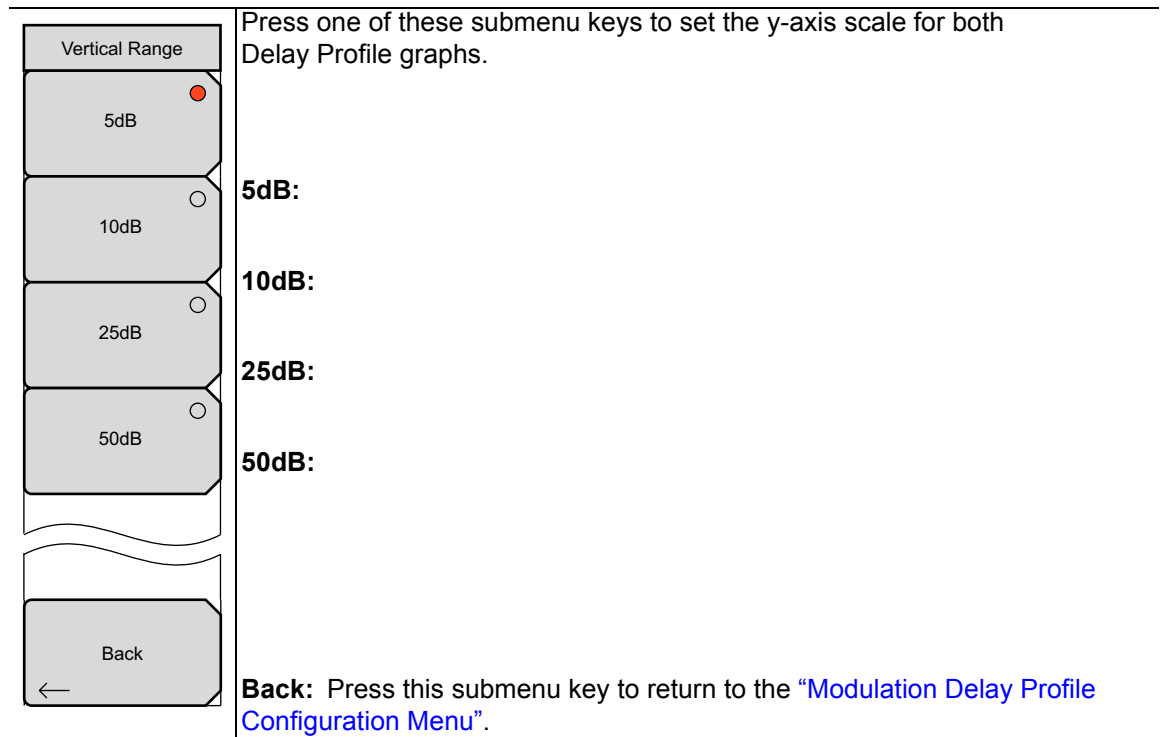 Vertical Range
5dB
10dB
25dB
50dB
Back
Press one of these submenu keys to set the y-axis scale for both
Delay Profile graphs.
5dB:
10dB:
25dB:
50dB:
Back: Press this submenu key to return to the “Modulation Delay Profile
Configuration Menu”.